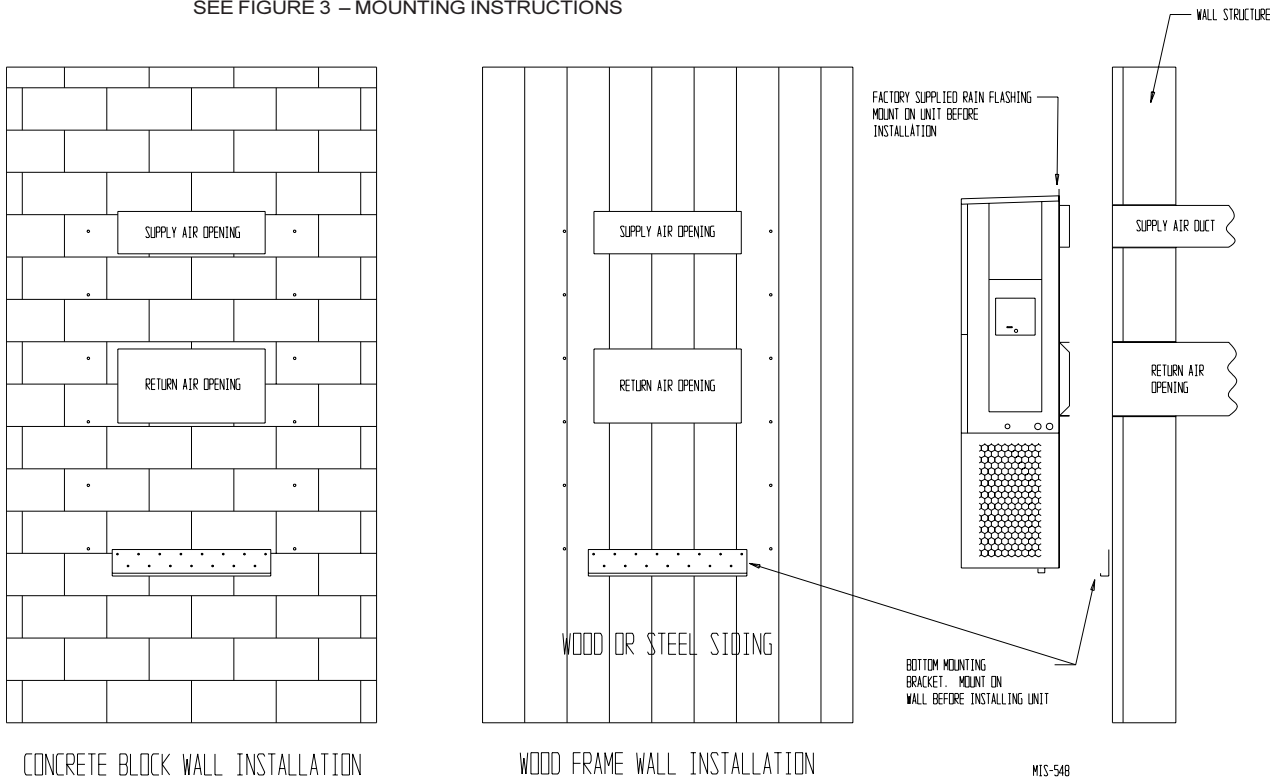 SEE FIGURE 3 – MOUNTING INSTRUCTIONS
WALL STRUCTURE
FACTORY SUPPLIED RAIN FLASHING
MOUNT ON UNIT BEFORE
INSTALLATION
SUPPLY AIR OPENING
SUPPLY AIR OPENING
SUPPLY AIR DUCT
RETURN AIR OPENING
RETURN AIR OPENING
RETURN AIR
OPENING
WOOD OR STEEL SIDING
BOTTOM MOUNTING
BRACKET. MOUNT ON
WALL BEFORE INSTALLING UNIT
CONCRETE BLOCK WALL INSTALLATION
WOOD FRAME WALL INSTALLATION
MIS-548